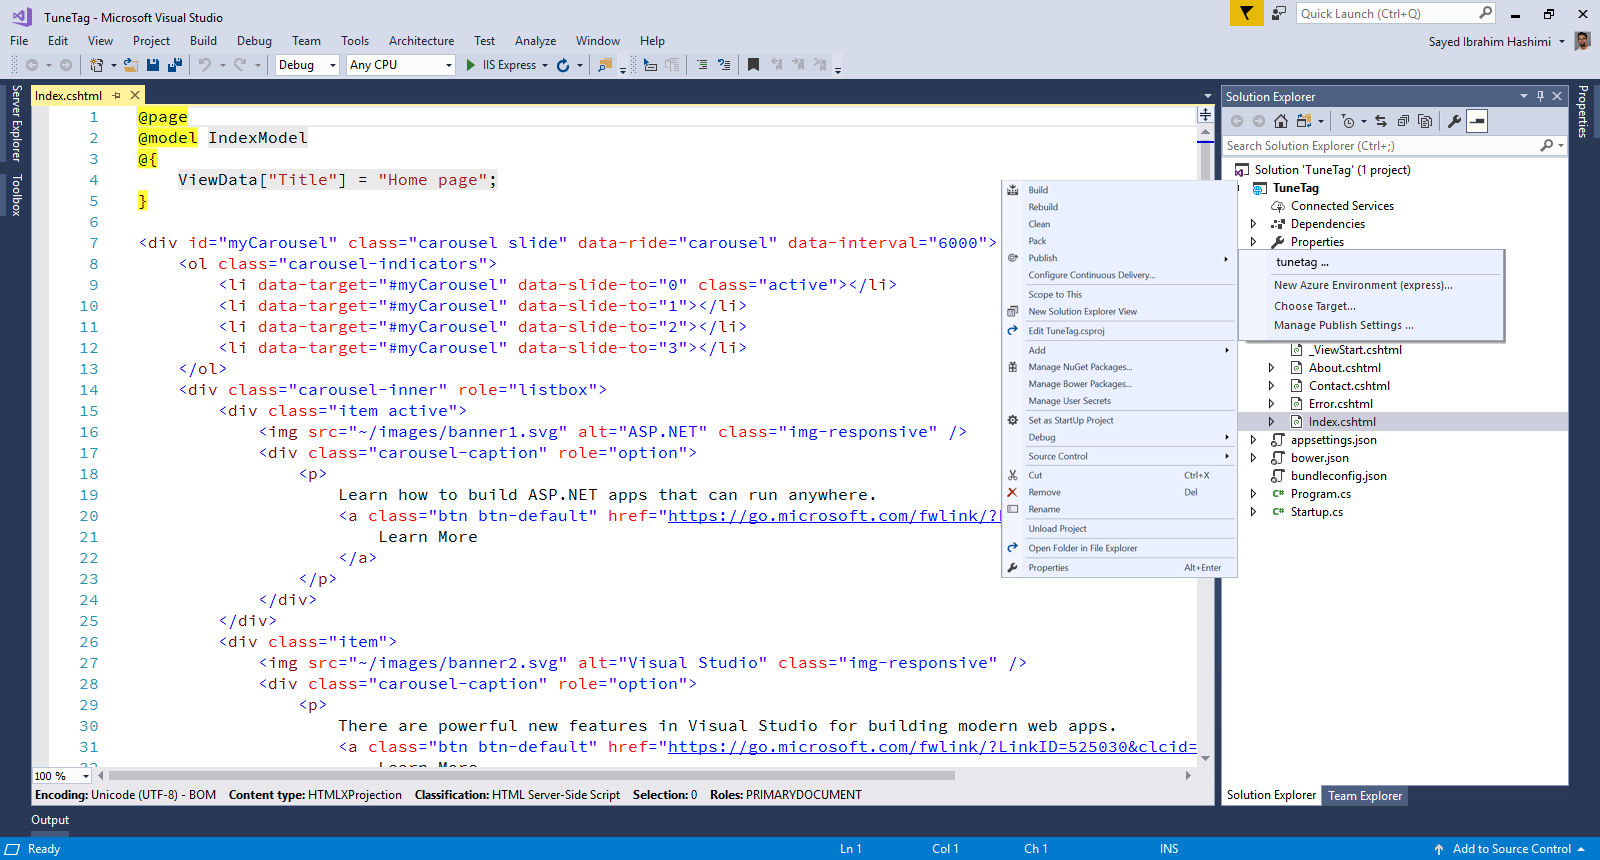 TuneTag - Microsoft Visual Studio
Quick Launch (Ctrl+Q)
File Edit View Project Build Debug Team Tools Architecture Test Analyze Window Help
Sayed Ibrahim Hashimi
Debug Any CPU IIS Express
Server Explorer
Toolbox
Index.cshtml
1 @page
2 @model IndexModel
3 @{
4 ViewData["Title"] = "Home page";
5 }
6
7 <div id="myCarousel" class="carousel slide" data-ride="carousel" data-interval="6000">
8 <ol class="carousel-indicators">
9 <li data-target="#myCarousel" data-slide-to="0" class="active"></li>
10 <li data-target="#myCarousel" data-slide-to="1"></li>
11 <li data-target="#myCarousel" data-slide-to="2"></li>
12 <li data-target="#myCarousel" data-slide-to="3"></li>
13 </ol>
14 <div class="carousel-inner" role="listbox">
15 <div class="item active">
16 <img src="~/images/banner1.svg" alt="ASP.NET" class="img-responsive" />
17 <div class="carousel-caption" role="option">
18 <p>
19 Learn how to build ASP.NET apps that can run anywhere.
20 <a class="btn btn-default" href="https://go.microsoft.com/fwlink/?
21 Learn More
22 </a>
23 </p>
24 </div>
25 </div>
26 <div class="item">
27 <img src="~/images/banner2.svg" alt="Visual Studio" class="img-responsive" />
28 <div class="carousel-caption" role="option">
29 <p>
30 There are powerful new features in Visual Studio for building modern web apps.
31 <a class="btn btn-default" href="https://go.microsoft.com/fwlink/?LinkID=525030&clcid=
32 Learn More
100 %
Encoding: Unicode (UTF-8) - BOM Content type: HTMLXProjection Classification: HTML Server-Side Script Selection: 0 Roles: PRIMARYDOCUMENT
Build
Rebuild
Clean
Pack
Publish
Configure Continuous Delivery...
Scope to This
New Solution Explorer View
Edit TuneTag.csproj
Add
Manage NuGet Packages...
Manage Bower Packages...
Manage User Secrets
Set as StartUp Project
Debug
Source Control
Cut Ctrl+X
Remove Del
Rename
Unload Project
Open Folder in File Explorer
Properties Alt+Enter
tunetag ...
New Azure Environment (express)...
Choose Target...
Manage Publish Settings ...
Solution Explorer
Search Solution Explorer (Ctrl+;)
Solution 'TuneTag' (1 project)
TuneTag
Connected Services
Dependencies
Properties
_ViewStart.cshtml
About.cshtml
Contact.cshtml
Error.cshtml
Index.cshtml
appsettings.json
bower.json
bundleconfig.json
C# Program.cs
C# Startup.cs
Solution Explorer Team Explorer
Properties
Output
Ready Ln 1 Col 1 Ch 1 INS Add to Source Control